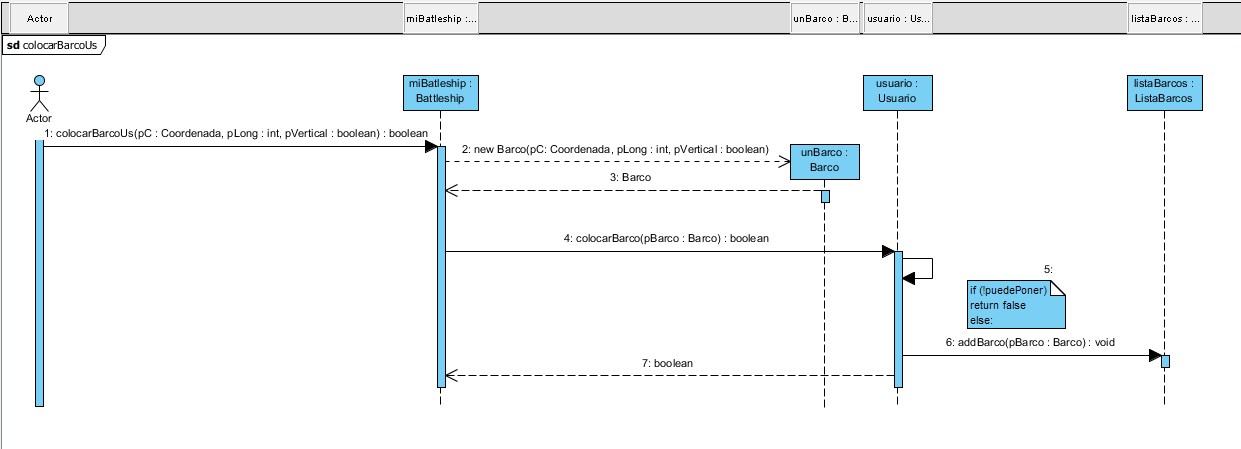 Actor
miBatleship :...
unBarco : B...
usuario : Us...
listaBarcos : ...
sd colocarBarcoUs
miBatleship :
Battleship
usuario :
Usuario
listaBarcos :
ListaBarcos
Actor
1: colocarBarcoUs(pC : Coordenada, pLong : int, pVertical : boolean) : boolean
2: new Barco(pC: Coordenada, pLong : int, pVertical : boolean)
unBarco :
Barco
3: Barco
4: colocarBarco(pBarco : Barco) : boolean
5:
if (!puedePoner)
return false
else:
6: addBarco(pBarco : Barco) : void
7: boolean